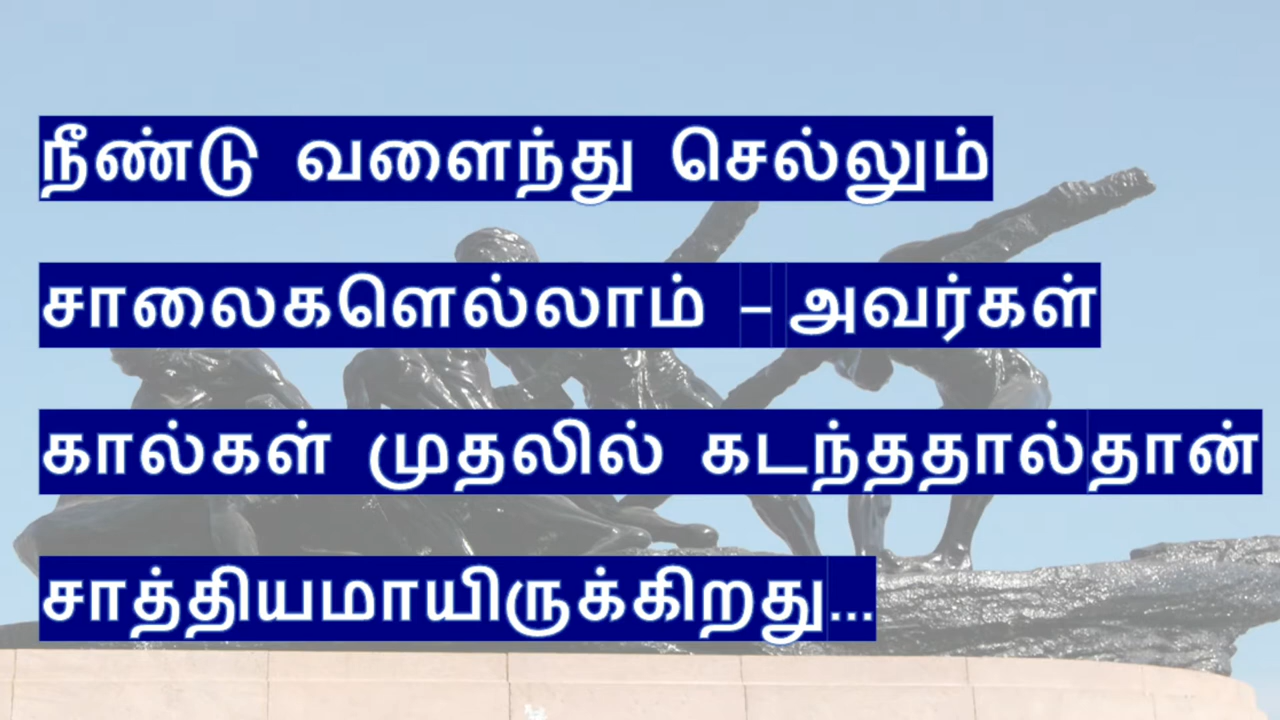 நீண்டு வளைந்து செல்லும்
சாலைகளெல்லாம் – அவர்கள்
கால்கள் முதலில் கடந்ததால்தான்
சாத்தியமாயிருக்கிறது...